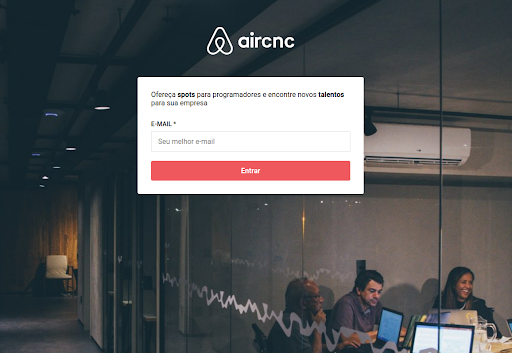 aircnc
Ofereça spots para programadores e encontre novos talentos
para sua empresa
E-MAIL *
Seu melhor e-mail
Entrar